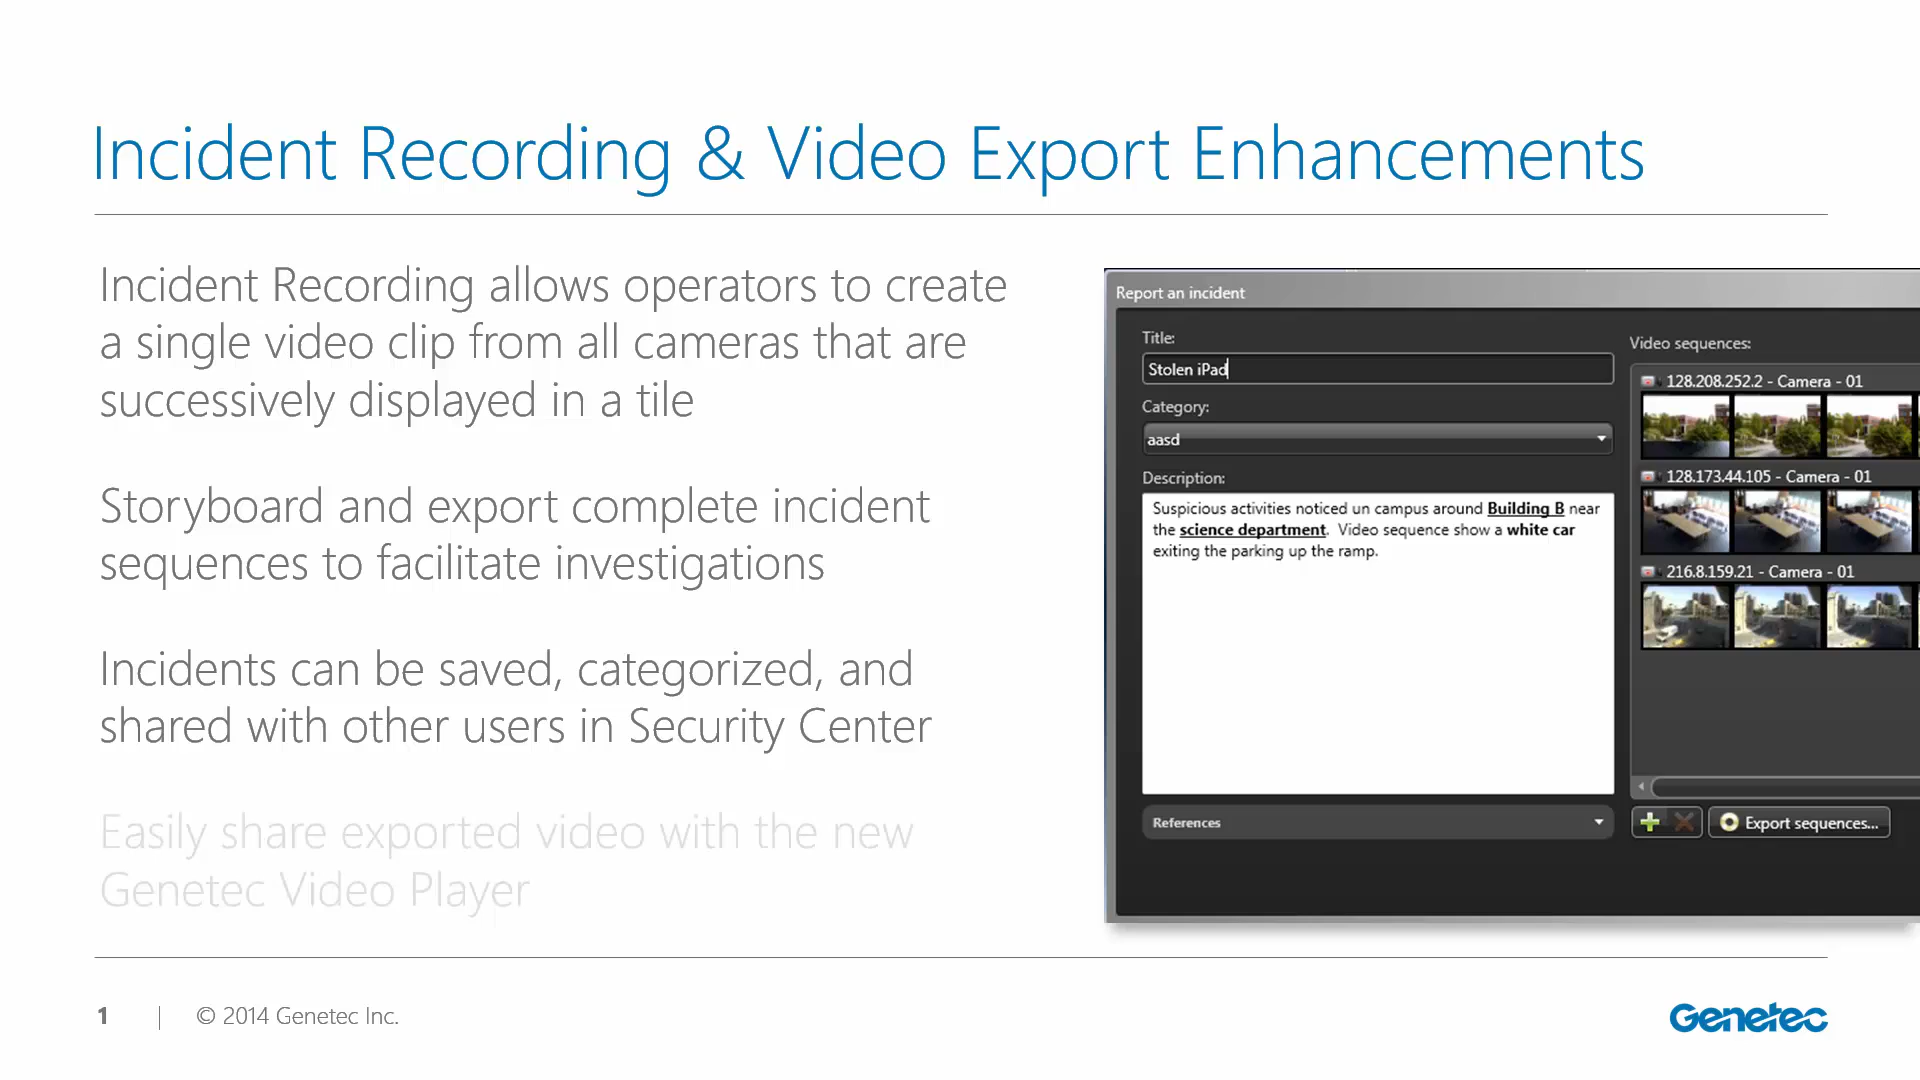 Incident Recording & Video Export Enhancements
Incident Recording allows operators to create
a single video clip from all cameras that are
successively displayed in a tile
Storyboard and export complete incident
sequences to facilitate investigations
Incidents can be saved, categorized, and
shared with other users in Security Center
Easily share exported video with the new
Genetec Video Player
Report an incident
Title:
Stolen iPad
Category:
aasd
Description:
Suspicious activities noticed un campus around Building B near
the science department. Video sequence show a white car
exiting the parking up the ramp.
References
Video sequences:
128.208.252.2 - Camera - 01
128.173.44.105 - Camera - 01
216.8.159.21 - Camera - 01
Export sequences...
1 | © 2014 Genetec Inc.
Genetec